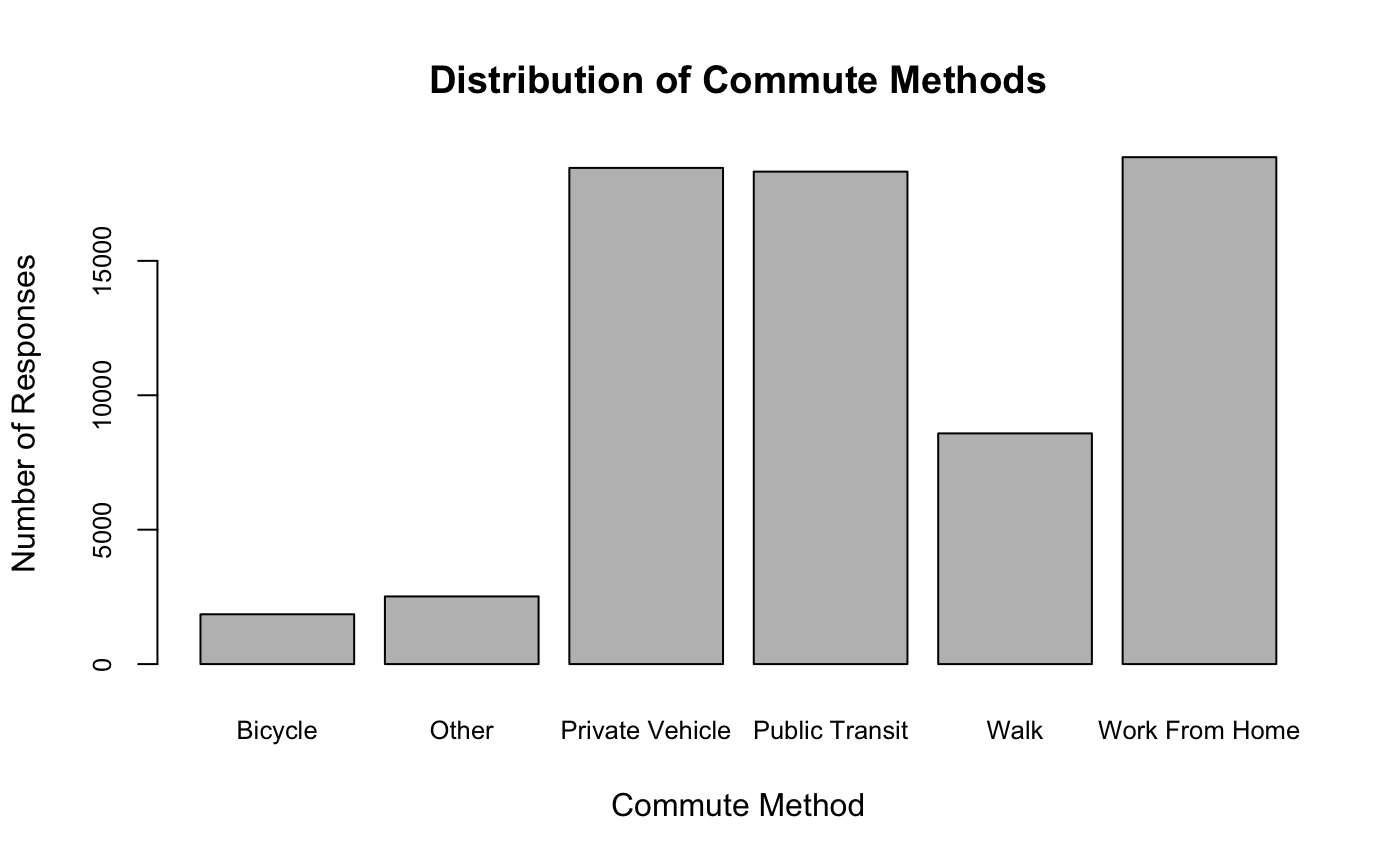 Distribution of Commute Methods
Number of Responses
15000
10000
5000
0
Bicycle
Other
Private Vehicle
Public Transit
Walk
Work From Home
Commute Method